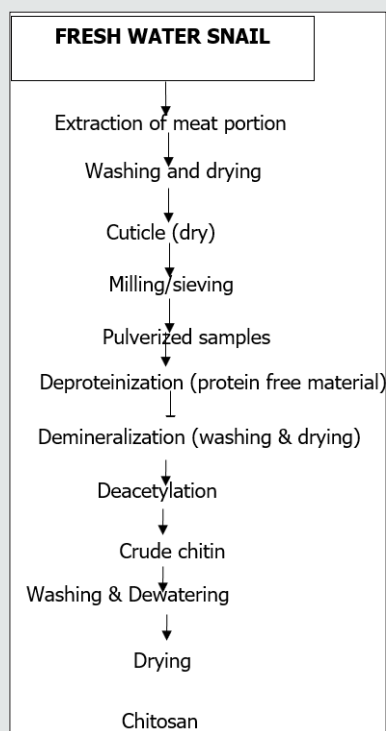 FRESH WATER SNAIL
Extraction of meat portion
Washing and drying
Cuticle (dry)
Milling/sieving
Pulverized samples
Deproteinization (protein free material)
Demineralization (washing & drying)
Deacetylation
Crude chitin
Washing & Dewatering
Drying
Chitosan